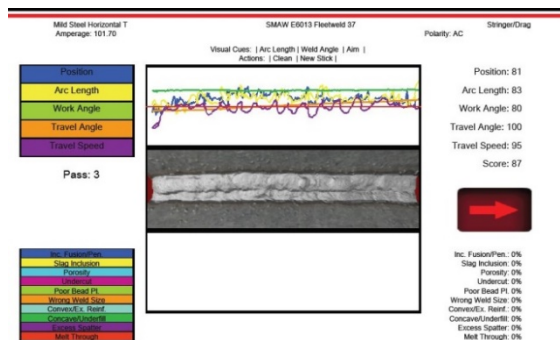 Mild Steel Horizontal T
SMAW E6013 Fleetweld 37
Stringer/Drag
Amperage: 101.70
Polarity: AC
Visual Cues: | Arc Length | Weld Angle | Aim |
Actions: | Clean | New Stick |
Position
Arc Length
Work Angle
Travel Angle
Travel Speed
Pass: 3
Position: 81
Arc Length: 83
Work Angle: 80
Travel Angle: 100
Travel Speed: 95
Score: 87
Inc. Fusion/Pen.
Slag Inclusion
Porosity
Undercut
Poor Bead Pl.
Wrong Weld Size
Convex/Ex. Reinf.
Concave/Underfill
Excess Spatter
Melt Through
Inc. Fusion/Pen.: 0%
Slag Inclusion: 0%
Porosity: 0%
Undercut: 0%
Poor Bead Pl. 0%
Wrong Weld Size: 0%
Convex/Ex. Reinf.: 0%
Concave/Underfill: 0%
Excess Spatter: 0%
Melt Through: 0%